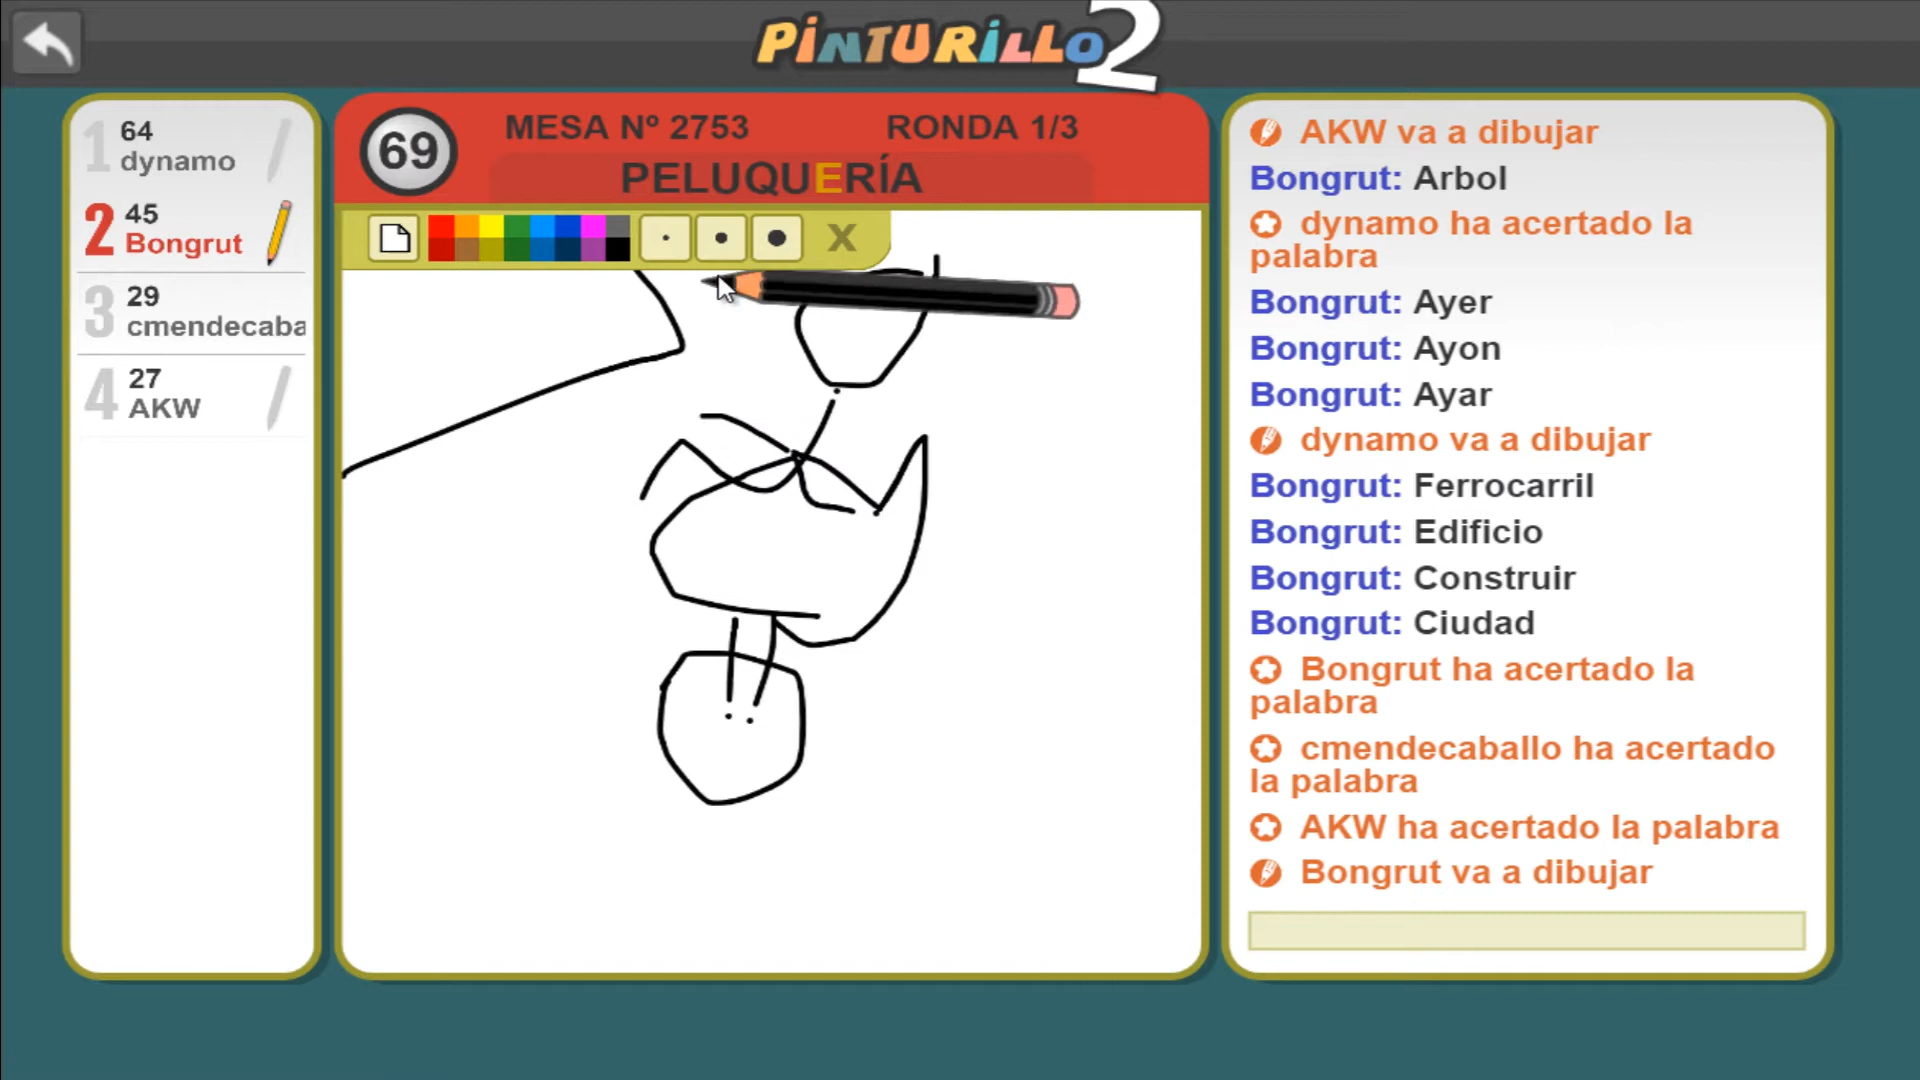 PINTURILLO 2
1 64
dynamo
2 45
Bongrut
3 29
cmendecaba
4 27
AKW
69
MESA Nº 2753
RONDA 1/3
PELUQUERÍA
X
AKW va a dibujar
Bongrut: Arbol
dynamo ha acertado la
palabra
Bongrut: Ayer
Bongrut: Ayon
Bongrut: Ayar
dynamo va a dibujar
Bongrut: Ferrocarril
Bongrut: Edificio
Bongrut: Construir
Bongrut: Ciudad
Bongrut ha acertado la
palabra
cmendecaballo ha acertado
la palabra
AKW ha acertado la palabra
Bongrut va a dibujar